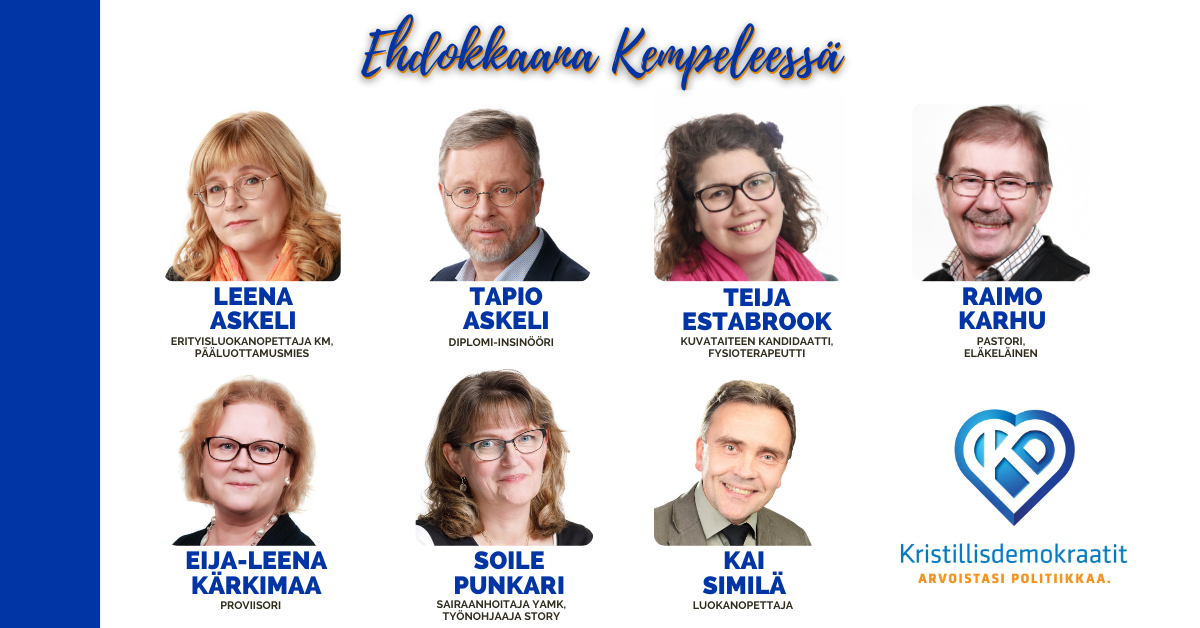 Ehdokkaana Kempeleessä
LEENA
ASKELI
ERITYISLUOKANOPETTAJA KM,
PÄÄLUOTTAMUSMIES
TAPIO
ASKELI
DIPLOMI-INSINÖÖRI
TEIJA
ESTABROOK
KUVATAITEEN KANDIDAATTI,
FYSIOTERAPEUTTI
RAIMO
KARHU
PASTORI,
ELÄKELÄINEN
EIJA-LEENA
KÄRKIMAA
PROVIISORI
SOILE
PUNKARI
SAIRAANHOITAJA YAMK,
TYÖNOHJAAJA STORY
KAI
SIMILÄ
LUOKANOPETTAJA
KD
Kristillisdemokraatit
ARVOISTASI POLITIIKKAA.